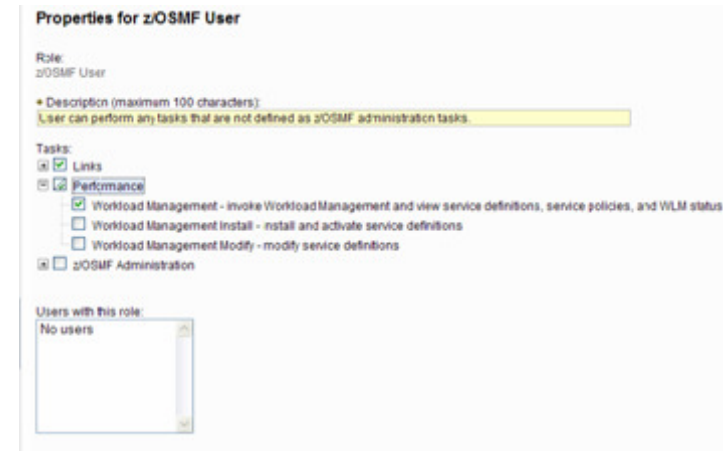 Properties for z/OSMF User
Role:
z/OSMF User
* Description (maximum 100 characters):
User can perform any tasks that are not defined as z/OSMF administration tasks.
Tasks:
Links
Performance
Workload Management - invoke Workload Management and view service definitions, service policies, and WLM status
Workload Management Install - install and activate service definitions
Workload Management Modify - modify service definitions
z/OSMF Administration
Users with this role:
No users